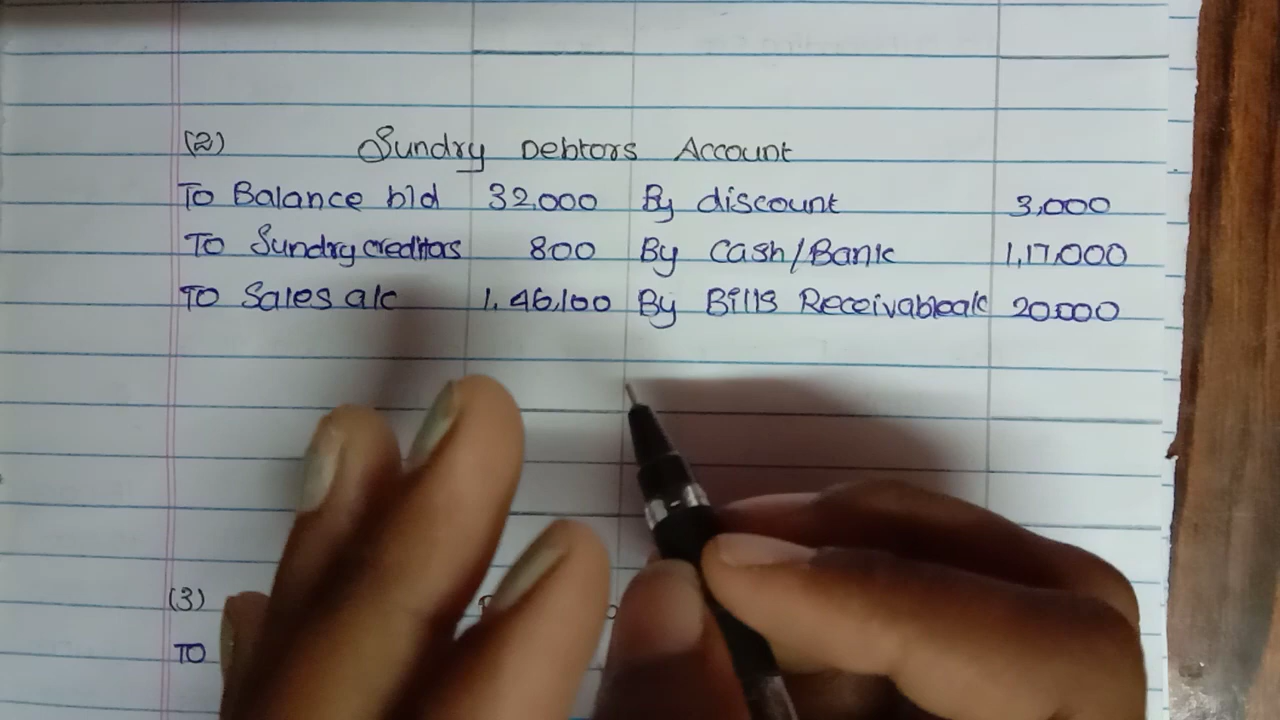 (2) Sundry Debtors Account
To Balance b/d 32,000 By discount 3,000
To Sundry creditors 800 By Cash/Bank 1,17,000
To Sales a/c 1,46,100 By Bills Receivable a/c 20,000
(3)
To